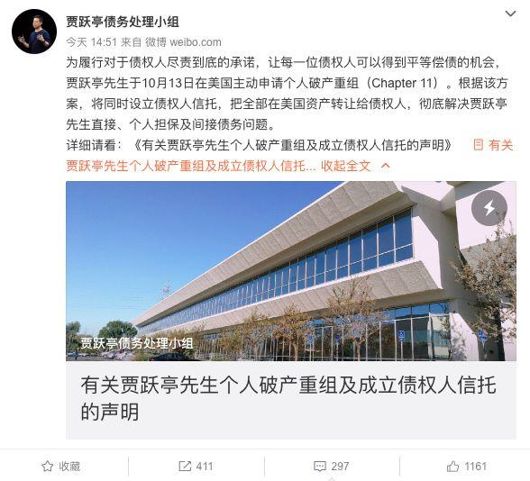 贾跃亭债务处理小组
今天 14:51 来自 微博 weibo.com
为履行对于债权人尽责到底的承诺，让每一位债权人可以得到平等偿债的机会，
贾跃亭先生于10月13日在美国主动申请个人破产重组（Chapter 11）。根据该方
案，将同时设立债权人信托，把全部在美国资产转让给债权人，彻底解决贾跃亭
先生直接、个人担保及间接债务问题。
详细请看：《有关贾跃亭先生个人破产重组及成立债权人信托的声明》 有关
贾跃亭先生个人破产重组及成立债权人信托... 收起全文
贾跃亭债务处理小组
有关贾跃亭先生个人破产重组及成立债权人信托
的声明
收藏 411 297 1161